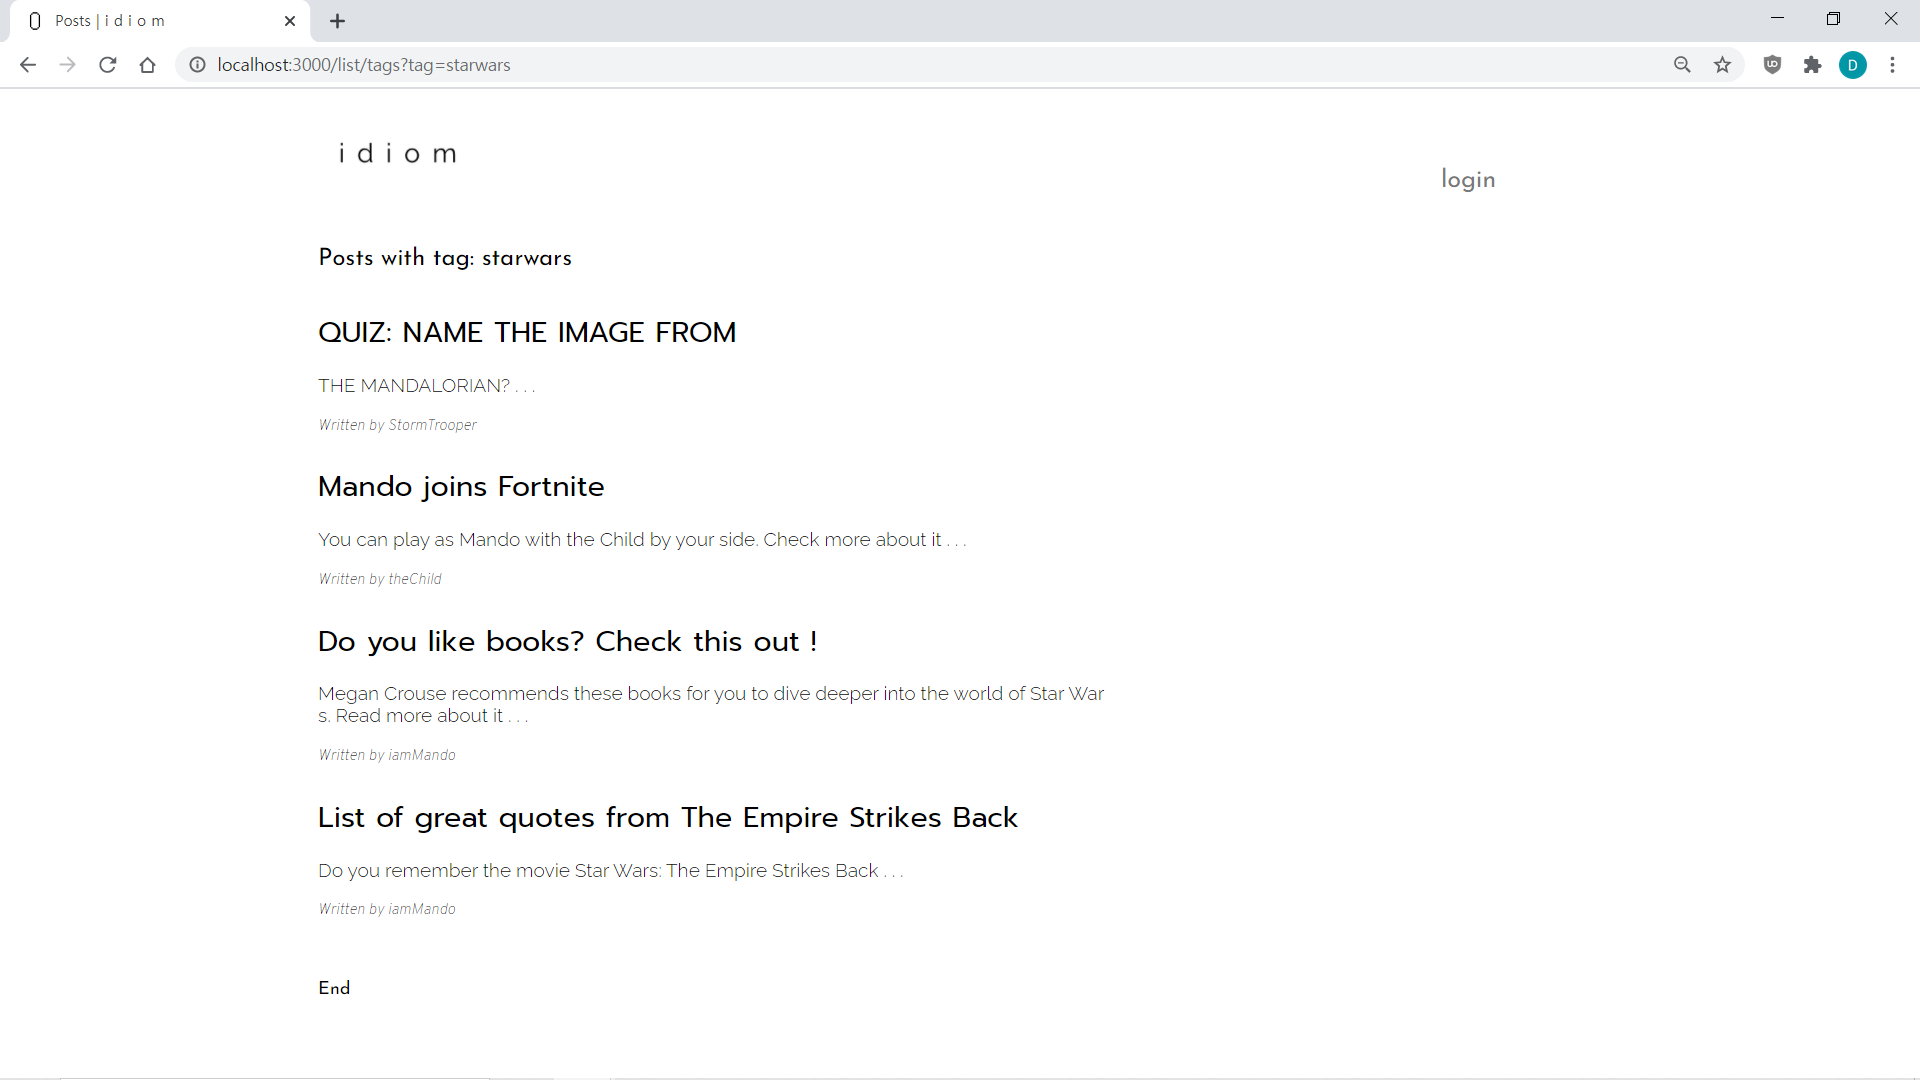 Posts | i d i o m
localhost:3000/list/tags?tag=starwars
D
i d i o m
login
Posts with tag: starwars
QUIZ: NAME THE IMAGE FROM
THE MANDALORIAN? . . .
Written by StormTrooper
Mando joins Fortnite
You can play as Mando with the Child by your side. Check more about it . . .
Written by theChild
Do you like books? Check this out !
Megan Crouse recommends these books for you to dive deeper into the world of Star War
s. Read more about it . . .
Written by iamMando
List of great quotes from The Empire Strikes Back
Do you remember the movie Star Wars: The Empire Strikes Back . . .
Written by iamMando
End